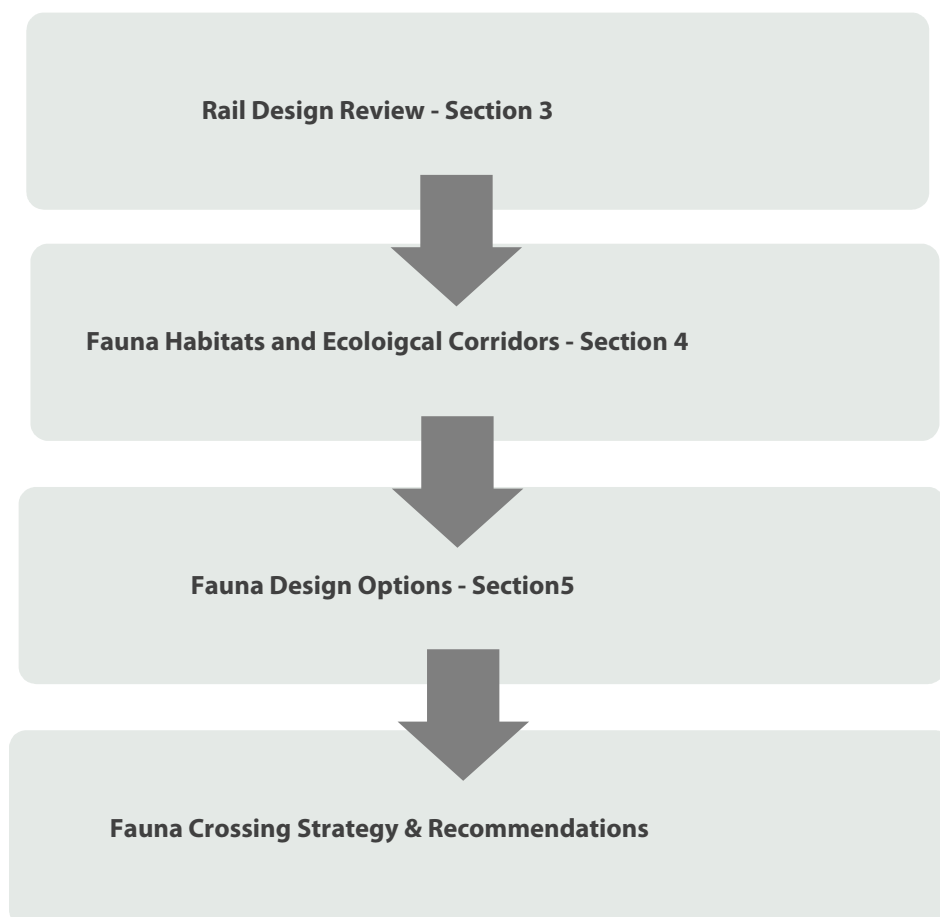 Rail Design Review - Section 3
Fauna Habitats and Ecoloigcal Corridors - Section 4
Fauna Design Options - Section5
Fauna Crossing Strategy & Recommendations